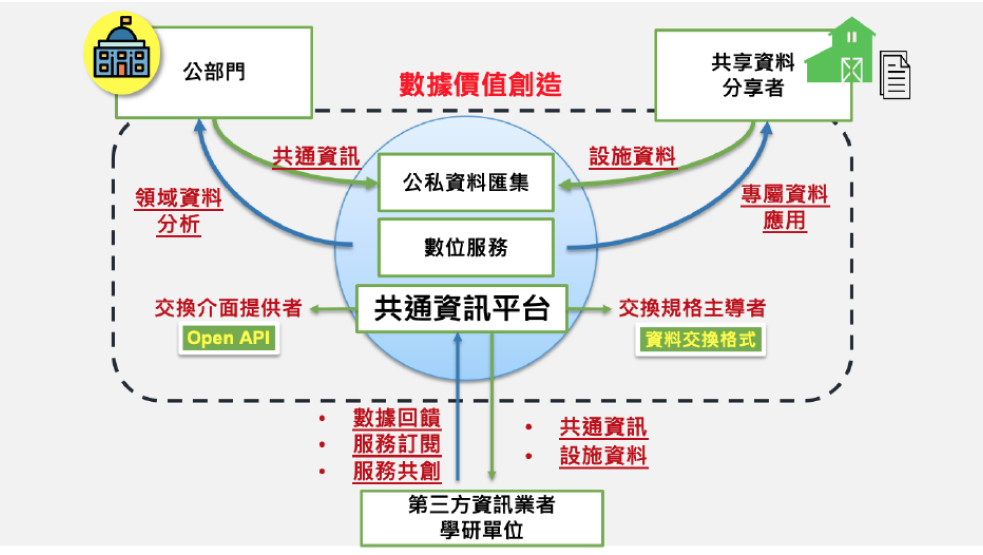 公部門
共享資料
分享者
數據價值創造
共通資訊
設施資料
公私資料匯集
領域資料
分析
專屬資料
應用
數位服務
交換介面提供者
Open API
共通資訊平台
交換規格主導者
資料交換格式
• 數據回饋
• 服務訂閱
• 服務共創
• 共通資訊
• 設施資料
第三方資訊業者
學研單位